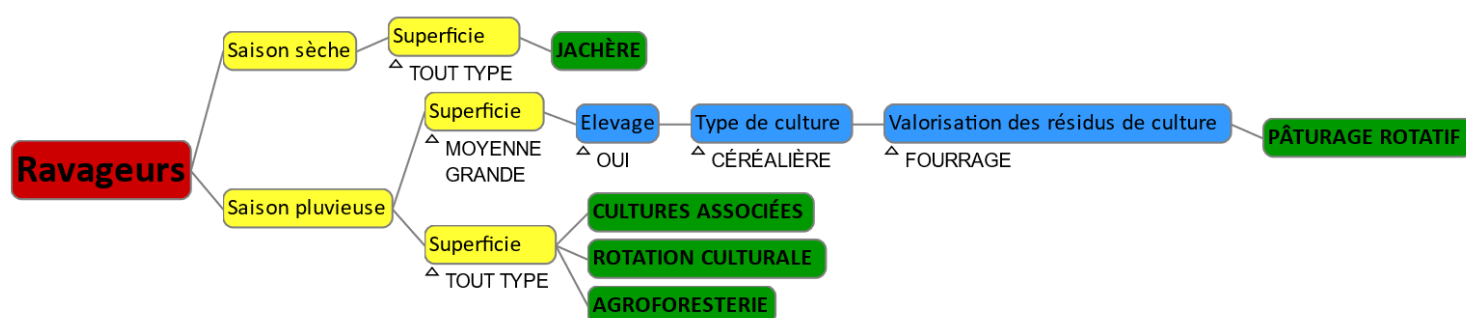 Ravageurs
Saison sèche
Superficie
TOUT TYPE
JACHÈRE
Saison pluvieuse
Superficie
MOYENNE
GRANDE
Elevage
OUI
Type de culture
CÉRÉALIÈRE
Valorisation des résidus de culture
FOURRAGE
PÂTURAGE ROTATIF
Superficie
TOUT TYPE
CULTURES ASSOCIÉES
ROTATION CULTURALE
AGROFORESTERIE